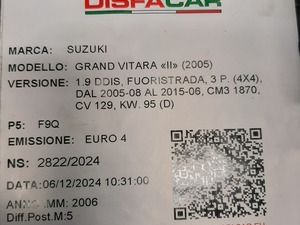 DISFACAR
MARCA: SUZUKI
MODELLO: GRAND VITARA «II» (2005)
VERSIONE: 1.9 DDIS, FUORISTRADA, 3 P. (4X4),
DAL 2005-08 AL 2015-06, CM3 1870,
CV 129, KW. 95 (D)
P5: F9Q
EMISSIONE: EURO 4
NS: 2822/2024
DATA:06/12/2024 10:31:00
MM: 2006
Diff.Post.M:5